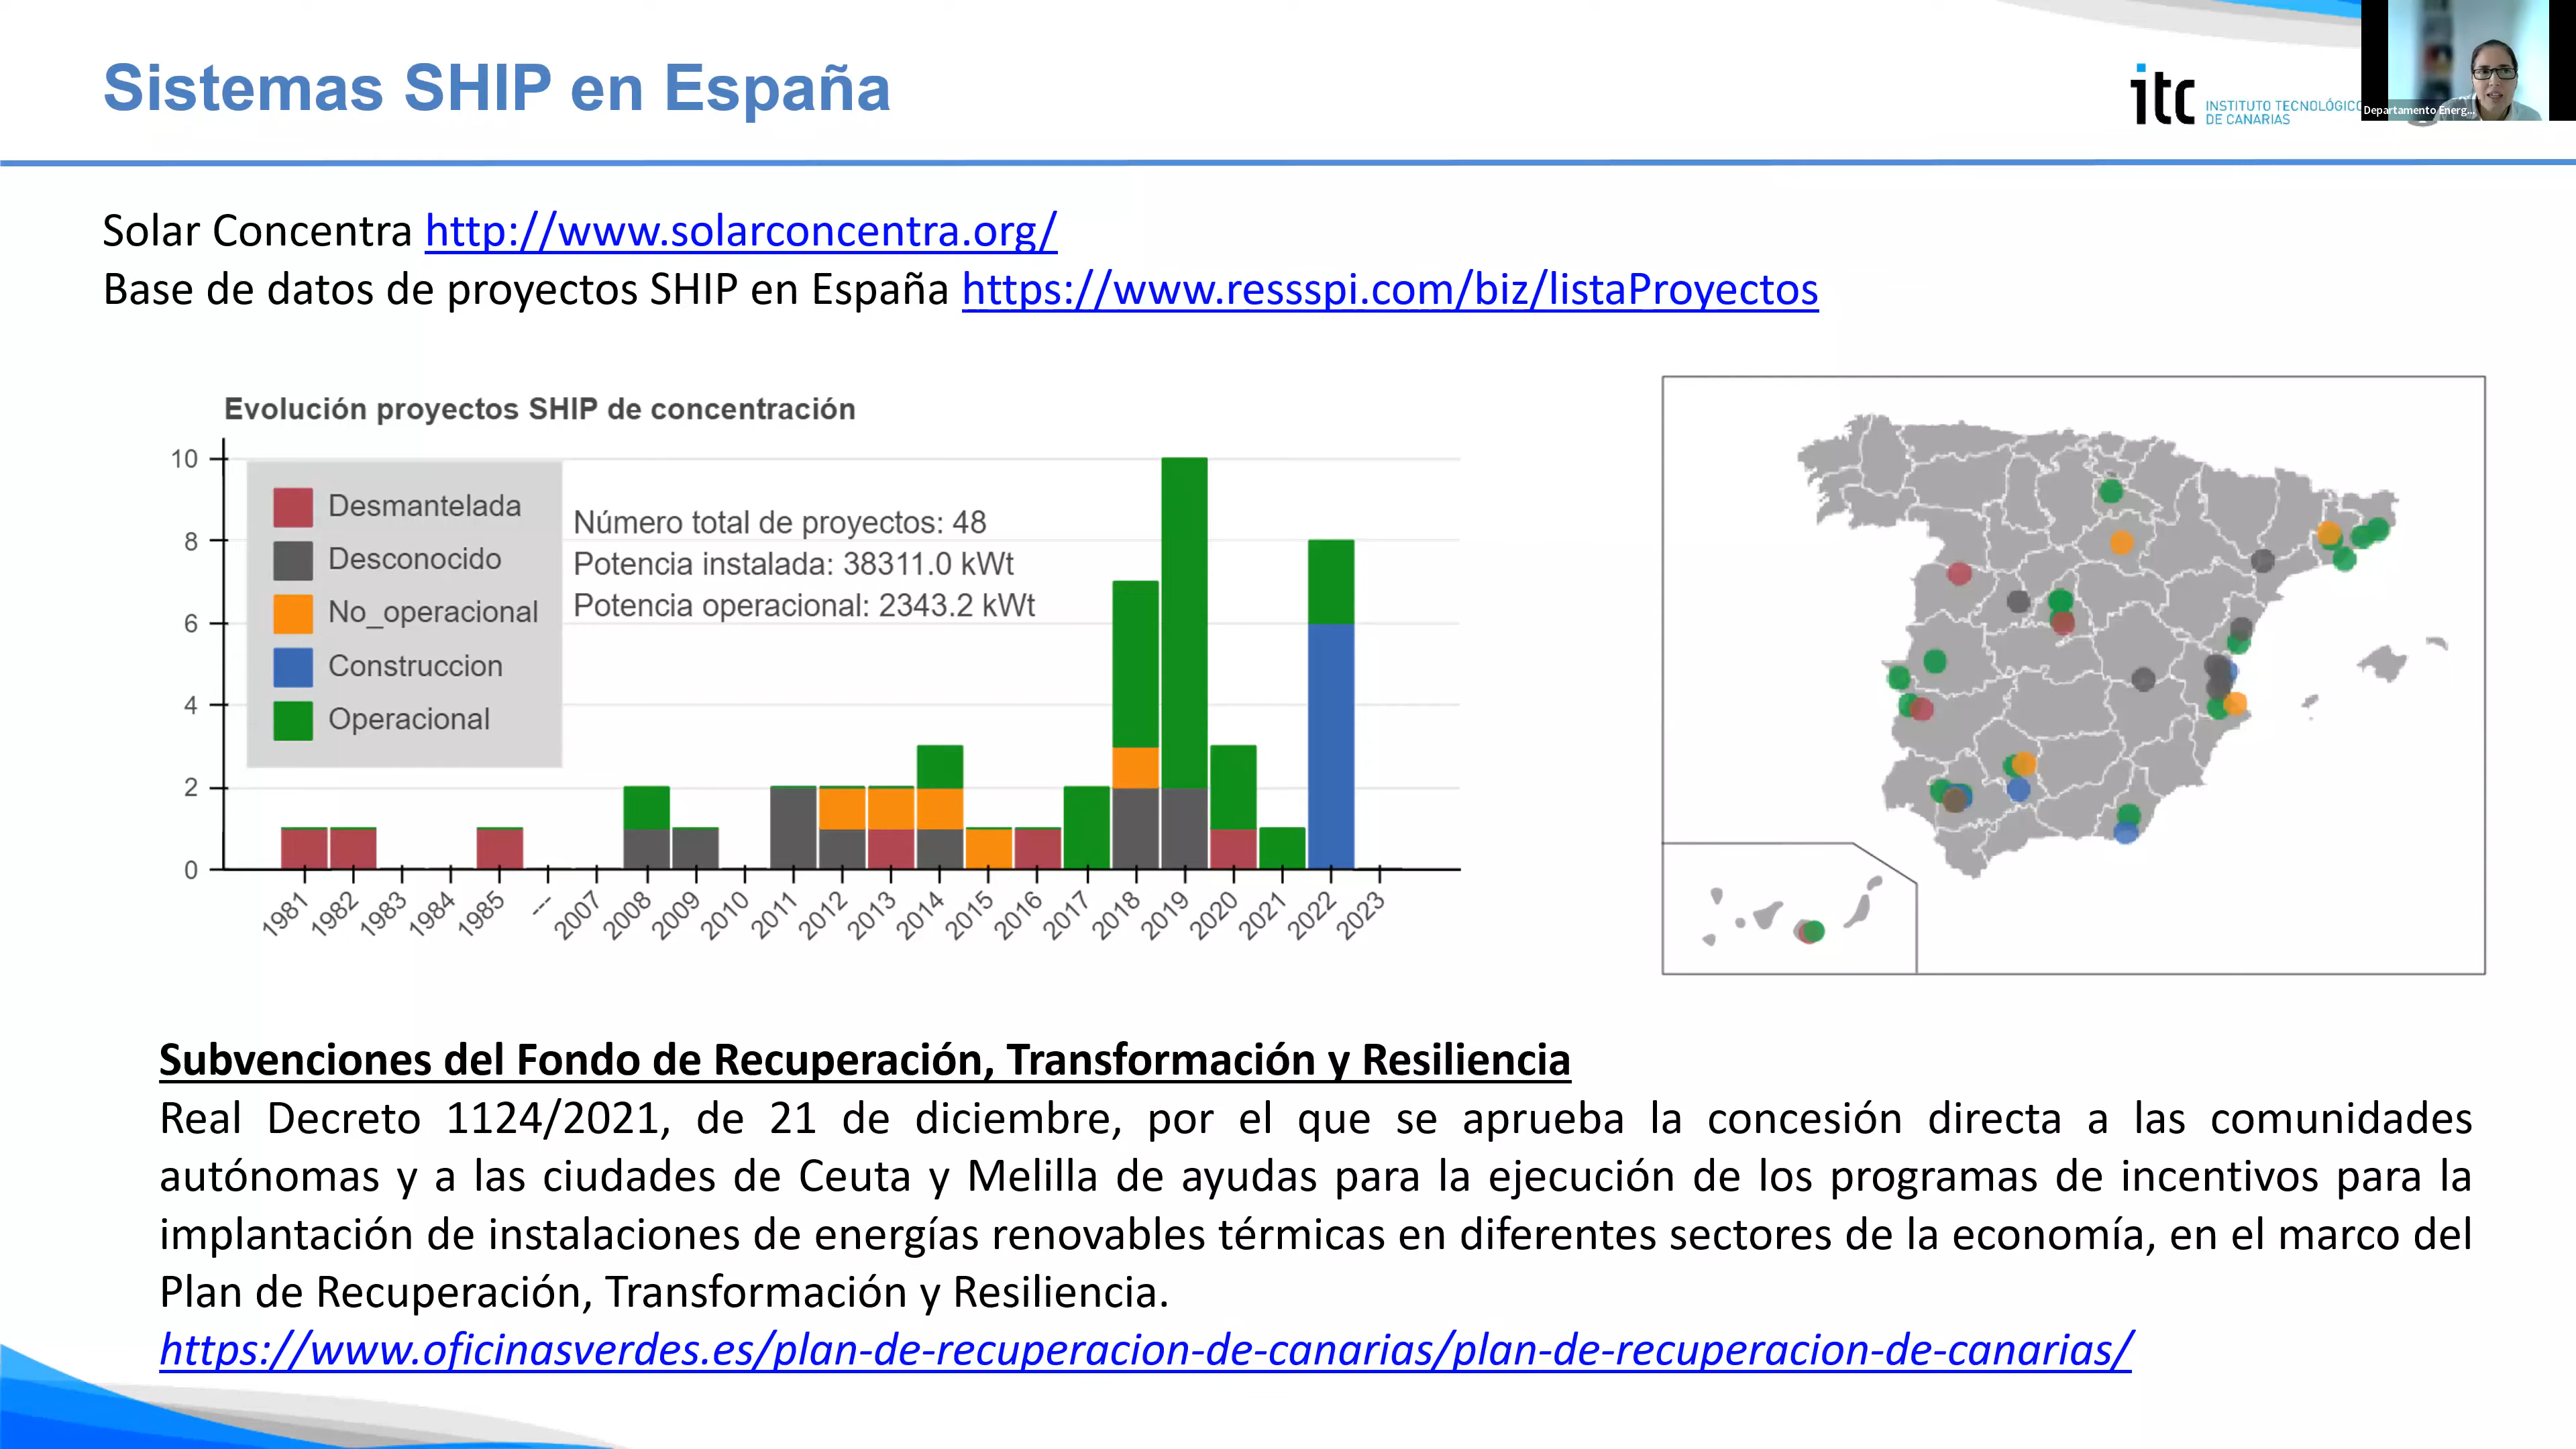 Sistemas SHIP en España
itc INSTITUTO TECNOLÓGICO
DE CANARIAS
Departamento Energ...
Solar Concentra http://www.solarconcentra.org/
Base de datos de proyectos SHIP en España https://www.ressspi.com/biz/listaProyectos
Evolución proyectos SHIP de concentración
10
8
6
4
2
0
Desmantelada
Desconocido
No_operacional
Construccion
Operacional
Número total de proyectos: 48
Potencia instalada: 38311.0 kWt
Potencia operacional: 2343.2 kWt
1981 1982 1983 1984 1985 --- 2007 2008 2009 2010 2011 2012 2013 2014 2015 2016 2017 2018 2019 2020 2021 2022 2023
Subvenciones del Fondo de Recuperación, Transformación y Resiliencia
Real Decreto 1124/2021, de 21 de diciembre, por el que se aprueba la concesión directa a las comunidades
autónomas y a las ciudades de Ceuta y Melilla de ayudas para la ejecución de los programas de incentivos para la
implantación de instalaciones de energías renovables térmicas en diferentes sectores de la economía, en el marco del
Plan de Recuperación, Transformación y Resiliencia.
https://www.oficinasverdes.es/plan-de-recuperacion-de-canarias/plan-de-recuperacion-de-canarias/